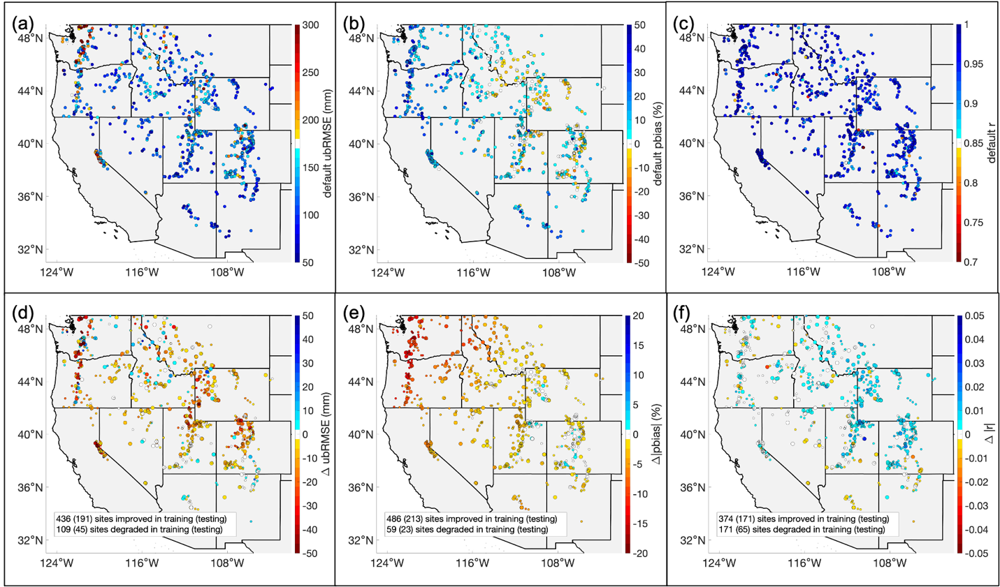 (a)
48°N
44°N
40°N
36°N
32°N
124°W
116°W
108°W
300
250
200
150
100
50
default ubRMSE (mm)
(b)
48°N
44°N
40°N
36°N
32°N
124°W
116°W
108°W
50
40
30
20
10
0
-10
-20
-30
-40
-50
default pbias (%)
(c)
48°N
44°N
40°N
36°N
32°N
124°W
116°W
108°W
1
0.95
0.9
0.85
0.8
0.75
0.7
default r
(d)
48°N
44°N
40°N
36°N
32°N
124°W
116°W
108°W
436 (191) sites improved in training (testing)
109 (45) sites degraded in training (testing)
50
40
30
20
10
0
-10
-20
-30
-40
-50
△ ubRMSE (mm)
(e)
48°N
44°N
40°N
36°N
32°N
124°W
116°W
108°W
486 (213) sites improved in training (testing)
59 (23) sites degraded in training (testing)
20
15
10
5
0
-5
-10
-15
-20
△|pbias| (%)
(f)
48°N
44°N
40°N
36°N
32°N
124°W
116°W
108°W
374 (171) sites improved in training (testing)
171 (65) sites degraded in training (testing)
0.05
0.04
0.03
0.02
0.01
0
-0.01
-0.02
-0.03
-0.04
-0.05
△ |r|